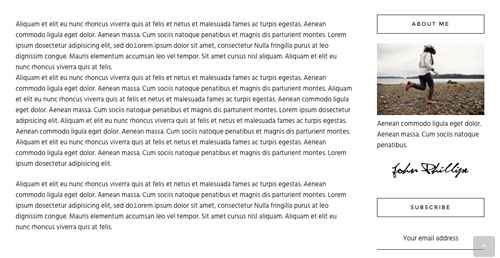 Aliquam et elit eu nunc rhoncus viverra quis at felis et netus et malesuada fames ac turpis egestas. Aenean
commodo ligula eget dolor. Aenean massa. Cum sociis natoque penatibus et magnis dis parturient montes. Lorem
ipsum dolor sit amet, consectetur adipisicing elit, sed do.Lorem ipsum dolor sit amet, consectetur Nulla fringilla purus at leo
dignissim congue. Mauris elementum accumsan leo vel tempor. Sit amet cursus nisl aliquam. Aliquam et elit eu
nunc rhoncus viverra quis at felis.
Aliquam et elit eu nunc rhoncus viverra quis at felis et netus et malesuada fames ac turpis egestas. Aenean
commodo ligula eget dolor. Aenean massa. Cum sociis natoque penatibus et magnis dis parturient montes. Aliquam
et elit eu nunc rhoncus viverra quis at felis et netus et malesuada fames ac turpis egestas. Aenean commodo ligula
eget dolor. Aenean massa. Cum sociis natoque penatibus et magnis dis parturient montes. Lorem ipsum dolor sit amet, consectetur
adipisicing elit. Aliquam et elit eu nunc rhoncus viverra quis at felis et netus et malesuada fames ac turpis egestas.
Aenean commodo ligula eget dolor. Aenean massa. Cum sociis natoque penatibus et magnis dis parturient montes.
Aliquam et elit eu nunc rhoncus viverra quis at felis et netus et malesuada fames ac turpis egestas. Aenean
commodo ligula eget dolor. Aenean massa. Cum sociis natoque penatibus et magnis dis parturient montes. Lorem
ipsum dolor sit amet, consectetur adipisicing elit.
Aliquam et elit eu nunc rhoncus viverra quis at felis et netus et malesuada fames ac turpis egestas. Aenean
commodo ligula eget dolor. Aenean massa. Cum sociis natoque penatibus et magnis dis parturient montes. Lorem
ipsum dolor sit amet, consectetur adipisicing elit, sed do.Lorem ipsum dolor sit amet, consectetur Nulla fringilla purus at leo
dignissim congue. Mauris elementum accumsan leo vel tempor. Sit amet cursus nisl aliquam. Aliquam et elit eu
nunc rhoncus viverra quis at felis.
ABOUT ME
Aenean commodo ligula eget dolor.
Aenean massa. Cum sociis natoque
penatibus.
John Phillips
SUBSCRIBE
Your email address